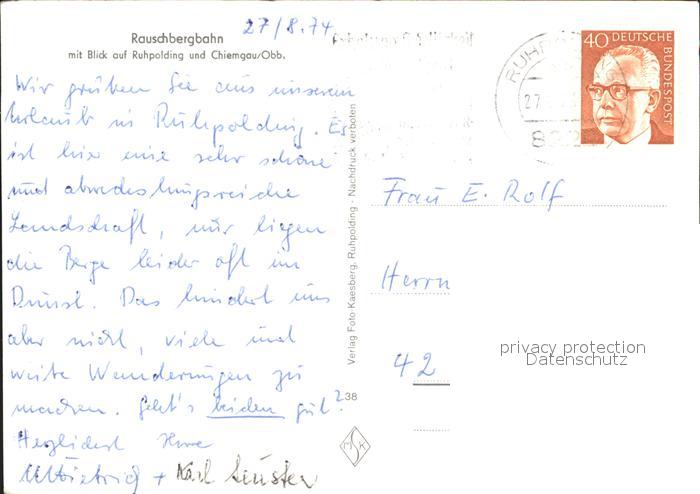 27/8.74
Rauschbergbahn
mit Blick auf Ruhpolding und Chiemgau/Obb.
Wir grüßen Sie aus unserem
Urlaub in Ruhpolding. Es
ist hier eine sehr schöne
und abwechslungsreiche
Landschaft, nur liegen
die Berge leider oft im
Dunst. Das hindert uns
aber nicht, viele und
weite Wanderungen zu
machen. Geht's beiden gut?
Herzlichst Ihre
+ Karl
Verlag Foto-Kaesberg, Ruhpolding - Nachdruck verboten
38
40 DEUTSCHE
BUNDESPOST
RUHP
27
Frau E. Rolf
Herrn
42
privacy protection
Datenschutz